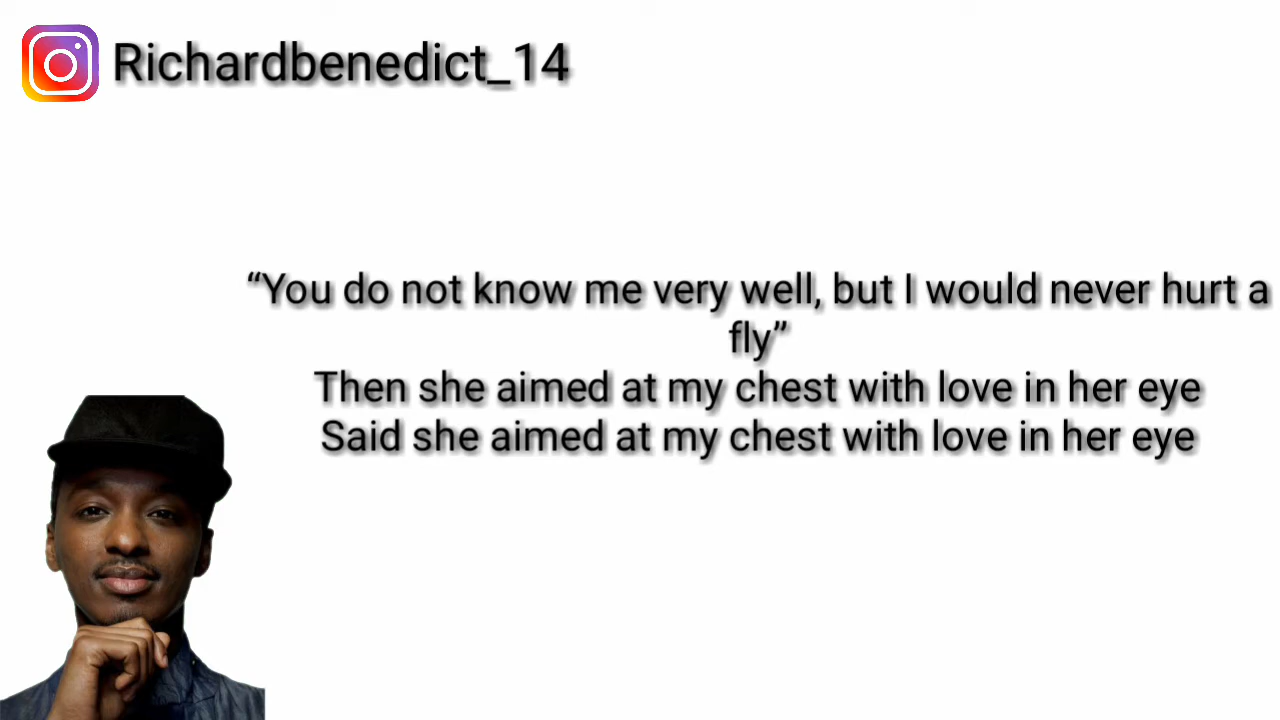 Richardbenedict_14
“You do not know me very well, but I would never hurt a
fly”
Then she aimed at my chest with love in her eye
Said she aimed at my chest with love in her eye